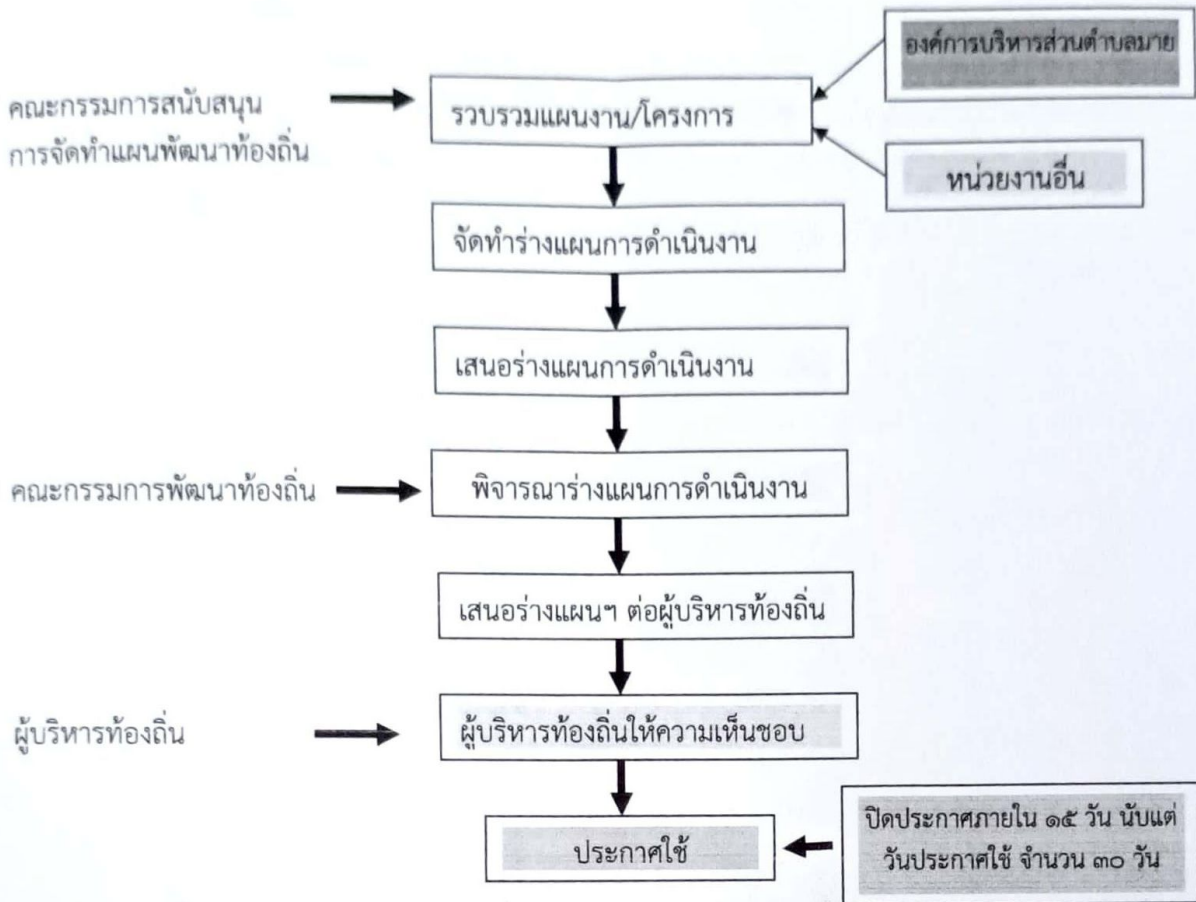 องค์การบริหารส่วนตำบลมาย
คณะกรรมการสนับสนุน
การจัดทำแผนพัฒนาท้องถิ่น
รวบรวมแผนงาน/โครงการ
หน่วยงานอื่น
จัดทำร่างแผนการดำเนินงาน
เสนอร่างแผนการดำเนินงาน
คณะกรรมการพัฒนาท้องถิ่น
พิจารณาร่างแผนการดำเนินงาน
เสนอร่างแผนฯ ต่อผู้บริหารท้องถิ่น
ผู้บริหารท้องถิ่น
ผู้บริหารท้องถิ่นให้ความเห็นชอบ
ประกาศใช้
ปิดประกาศภายใน ๑๕ วัน นับแต่
วันประกาศใช้ จำนวน ๓๐ วัน